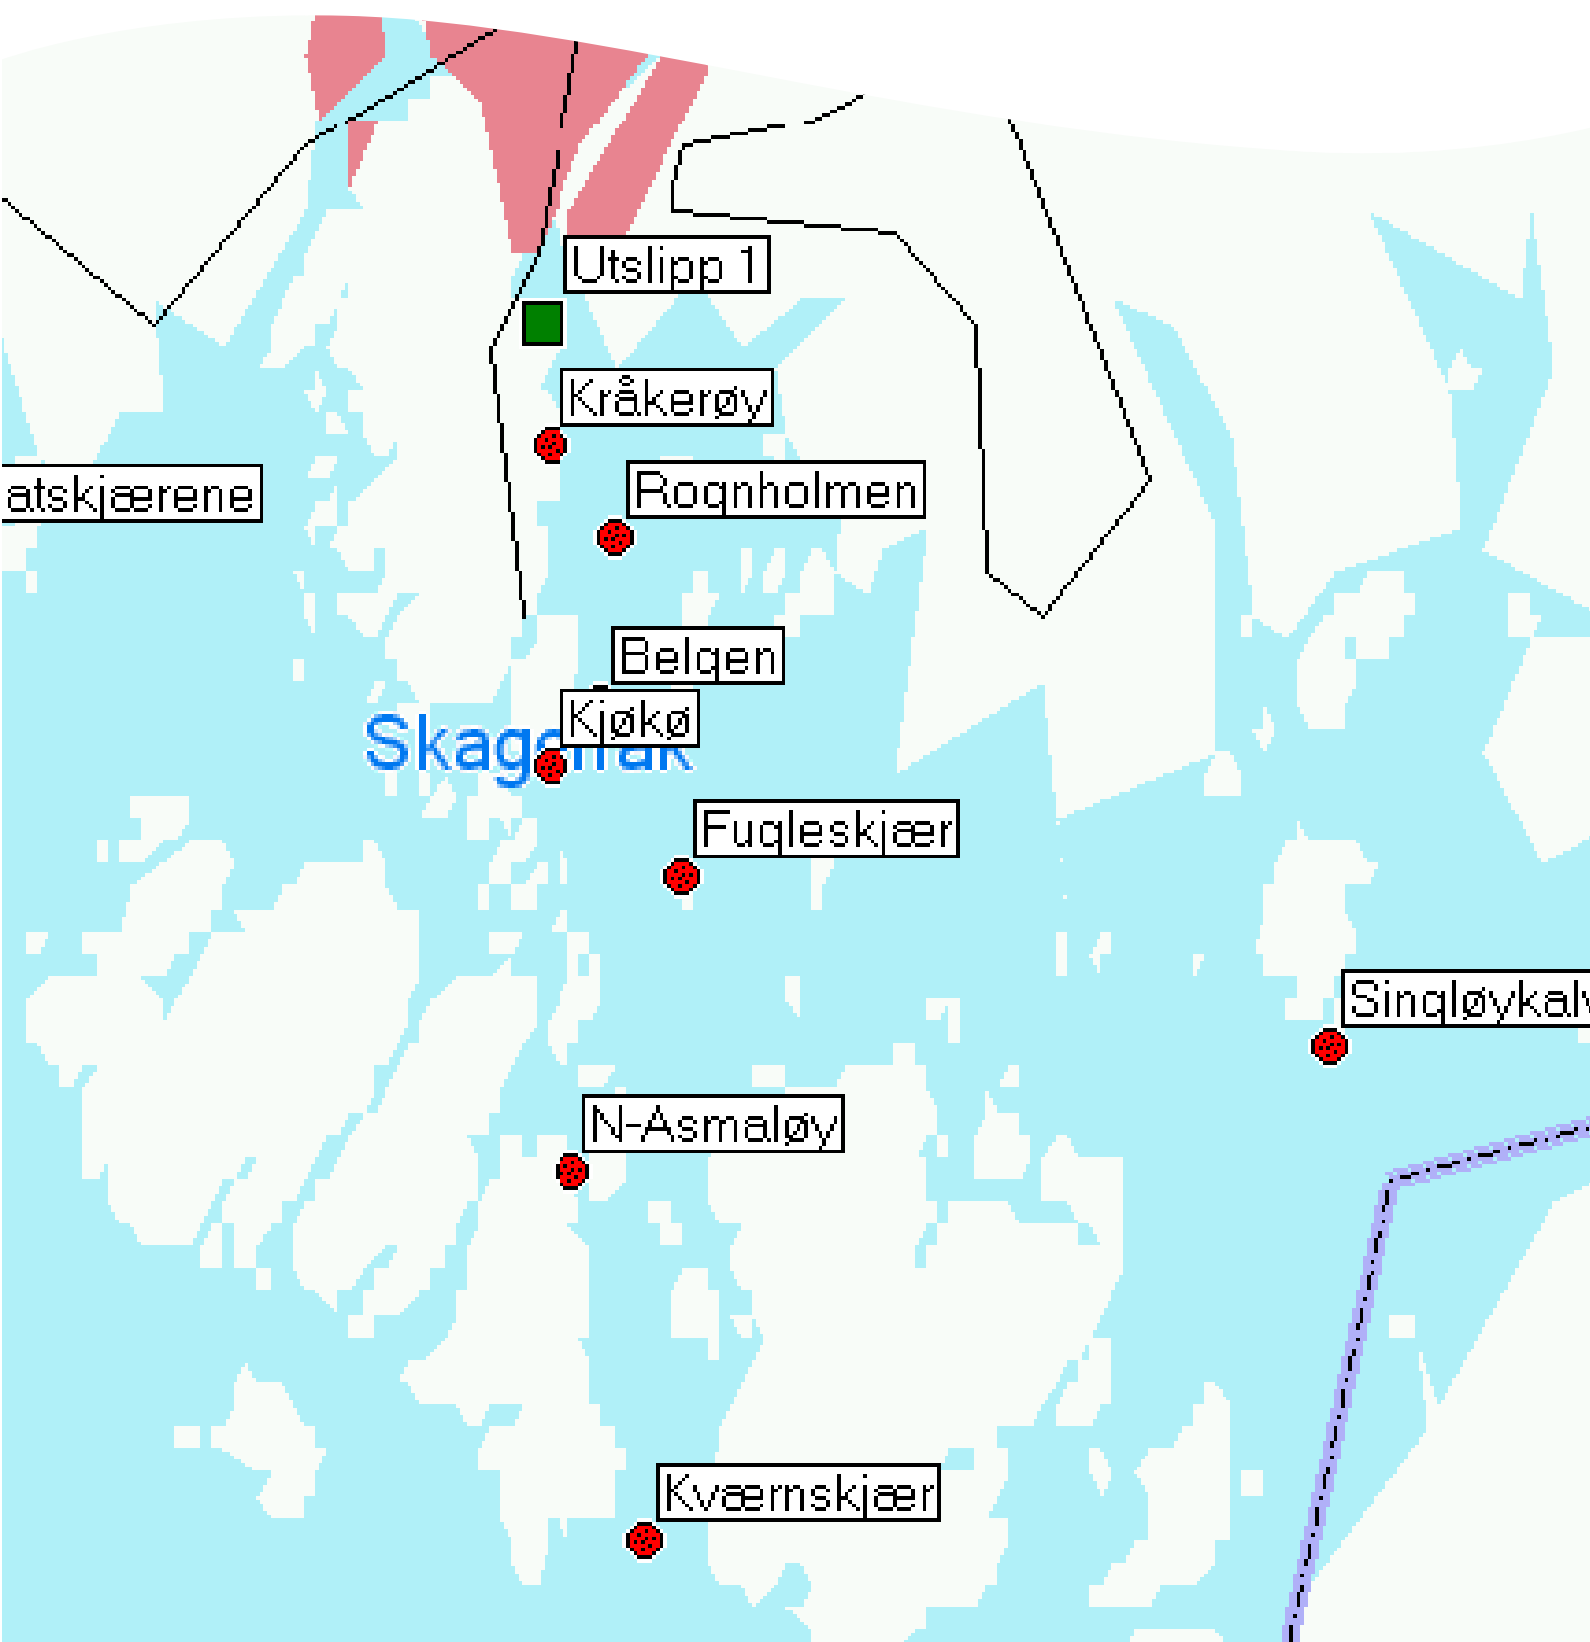 Utslipp 1
Kråkerøy
Rognholmen
atskjærene
Belgen
Kjøkø
Skagerrak
Fugleskjær
Singløykalv
N-Asmaløy
Kværnskjær